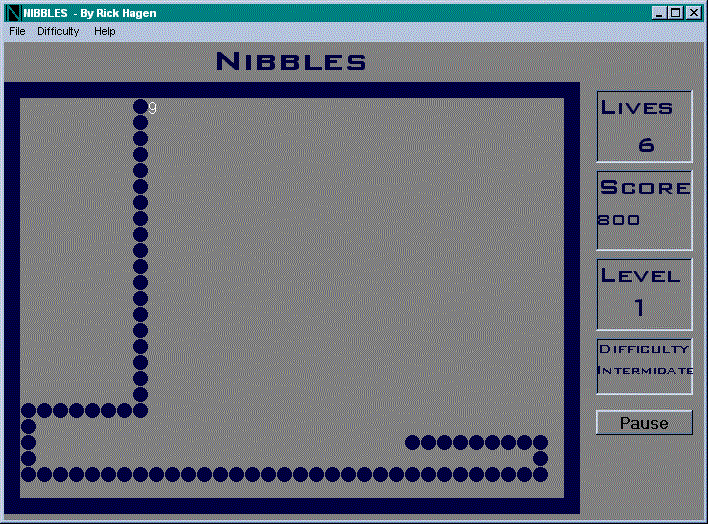 NIBBLES - By Rick Hagen
File Difficulty Help
NIBBLES
9
LIVES
6
SCORE
800
LEVEL
1
DIFFICULTY
INTERMIDATE
Pause